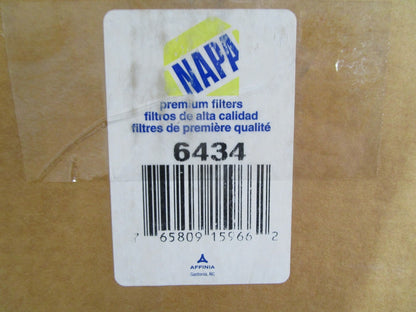 NAPA
premium filters
filtros de alta calidad
filtres de première qualité
6434
7 65809 15966 2
AFFINIA
Gastonia, NC